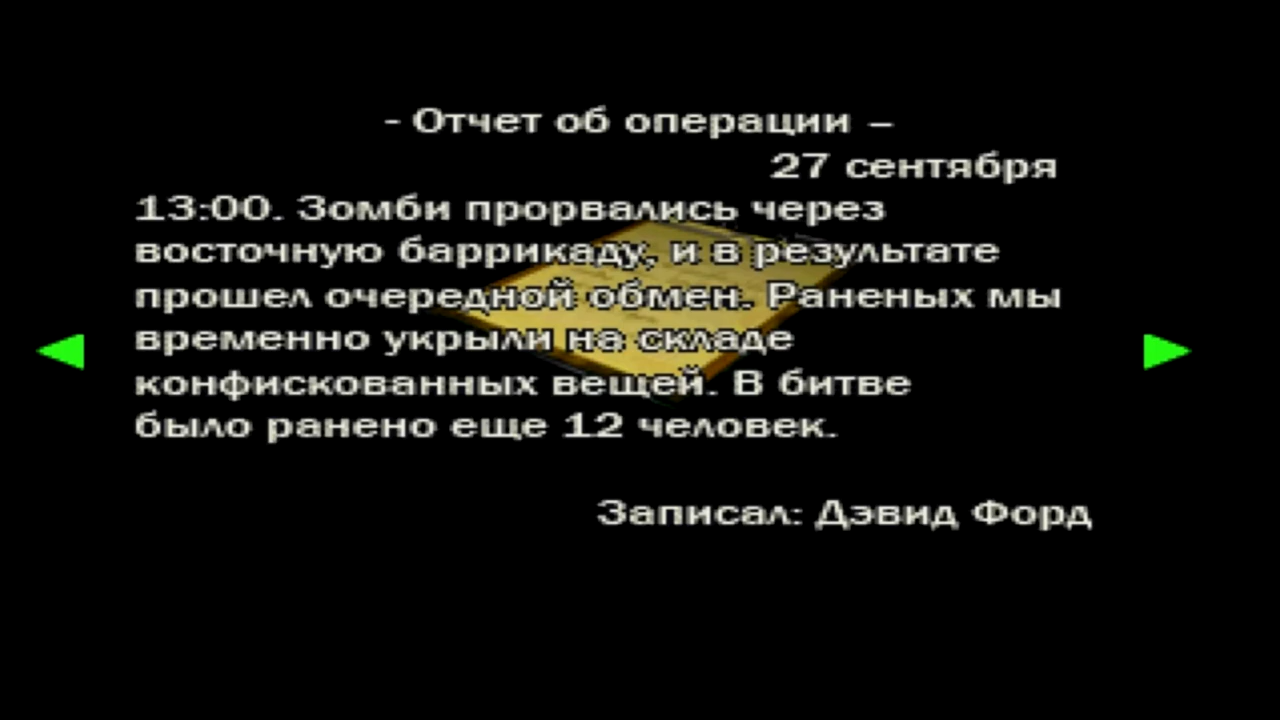 - Отчет об операции –
27 сентября
13:00. Зомби прорвались через
восточную баррикаду, и в результате
прошел очередной обмен. Раненых мы
временно укрыли на складе
конфискованных вещей. В битве
было ранено еще 12 человек.
Записал: Дэвид Форд